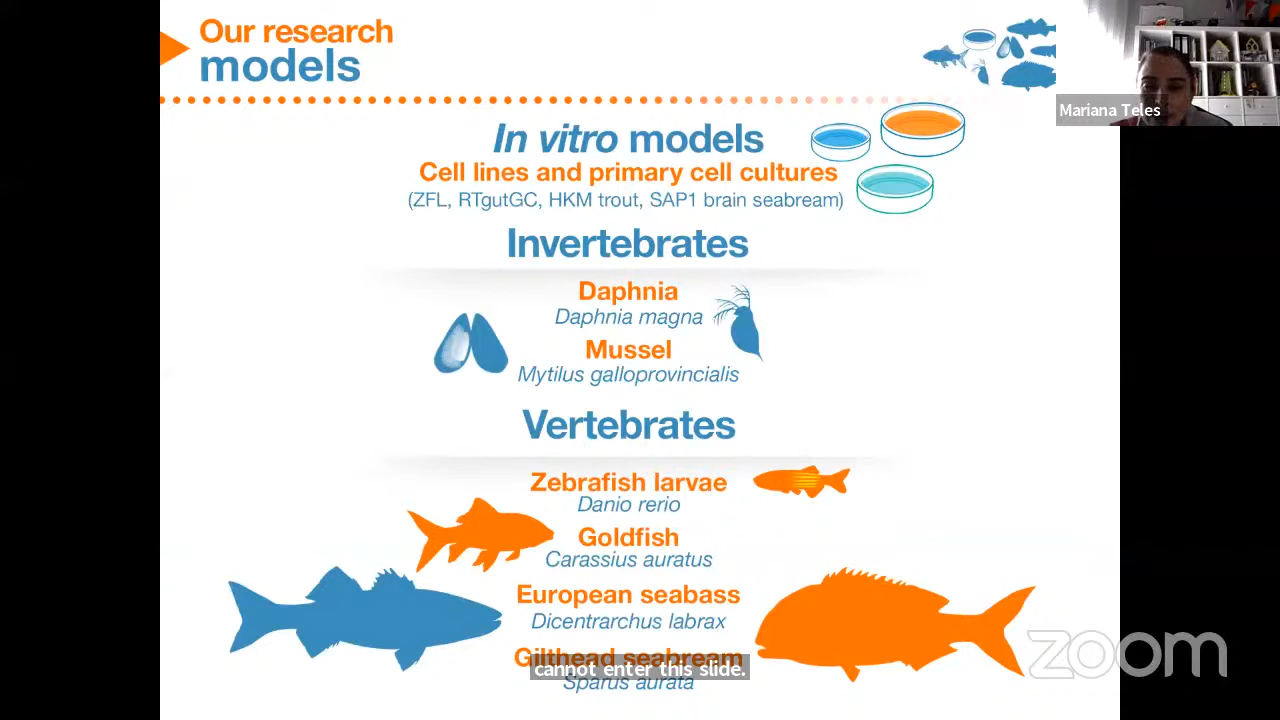 Our research
models
Mariana Teles
In vitro models
Cell lines and primary cell cultures
(ZFL, RTgutGC, HKM trout, SAP1 brain seabream)
Invertebrates
Daphnia
Daphnia magna
Mussel
Mytilus galloprovincialis
Vertebrates
Zebrafish larvae
Danio rerio
Goldfish
Carassius auratus
European seabass
Dicentrarchus labrax
Gilthead seabream
cannot enter this slide.
Sparus aurata
zoom